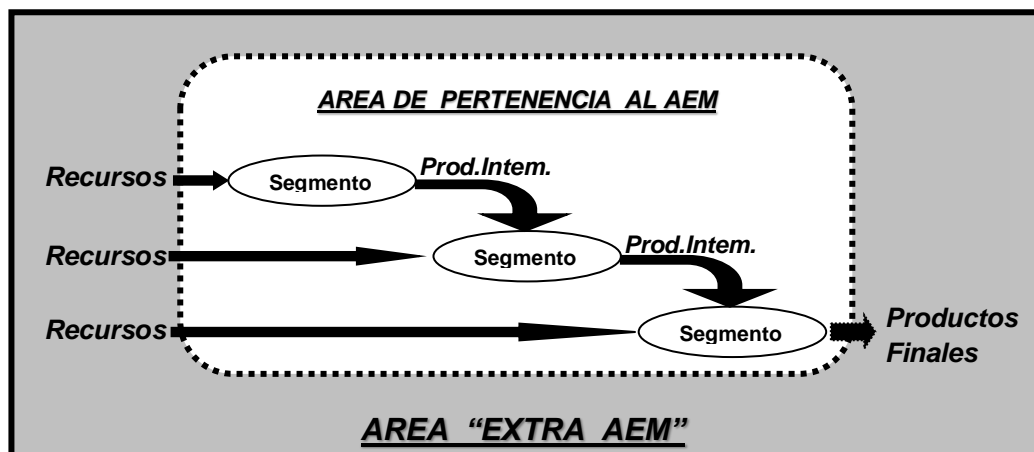 AREA DE PERTENENCIA AL AEM
Prod.Intem.
Recursos
Segmento
Prod.Intem.
Recursos
Segmento
Recursos
Segmento
Productos
Finales
AREA “EXTRA AEM”